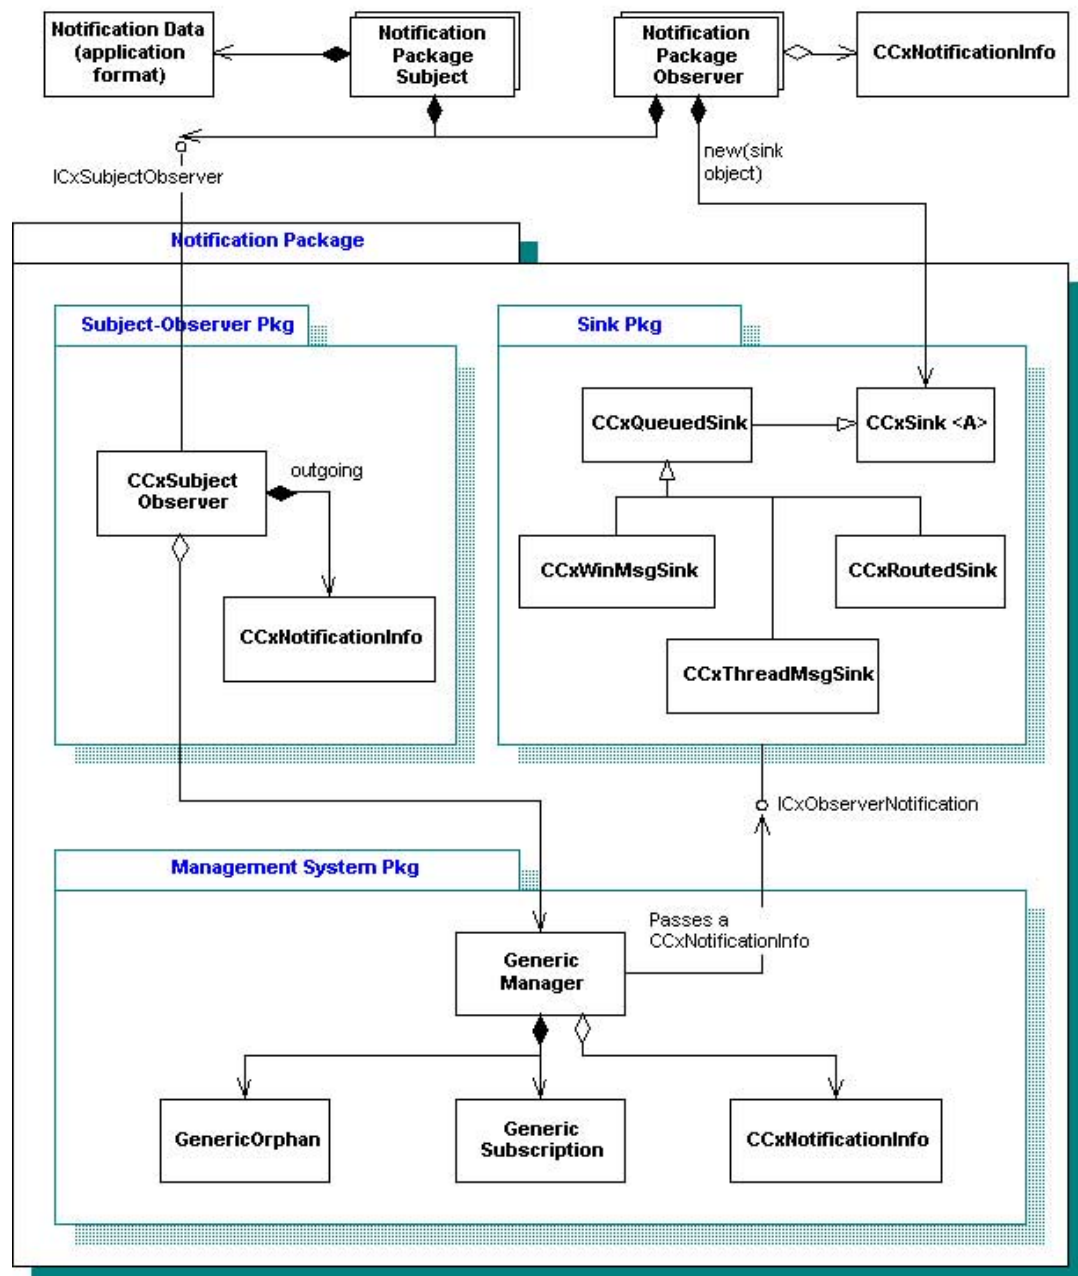 Notification Data
(application
format)
Notification
Package
Subject
Notification
Package
Observer
CCxNotificationInfo
new(sink
object)
ICxSubjectObserver
Notification Package
Subject-Observer Pkg
Sink Pkg
CCxQueuedSink
CCxSink <A>
CCxSubject
Observer
outgoing
CCxWinMsgSink
CCxRoutedSink
CCxNotificationInfo
CCxThreadMsgSink
ICxObserverNotification
Management System Pkg
Passes a
CCxNotificationInfo
Generic
Manager
GenericOrphan
Generic
Subscription
CCxNotificationInfo